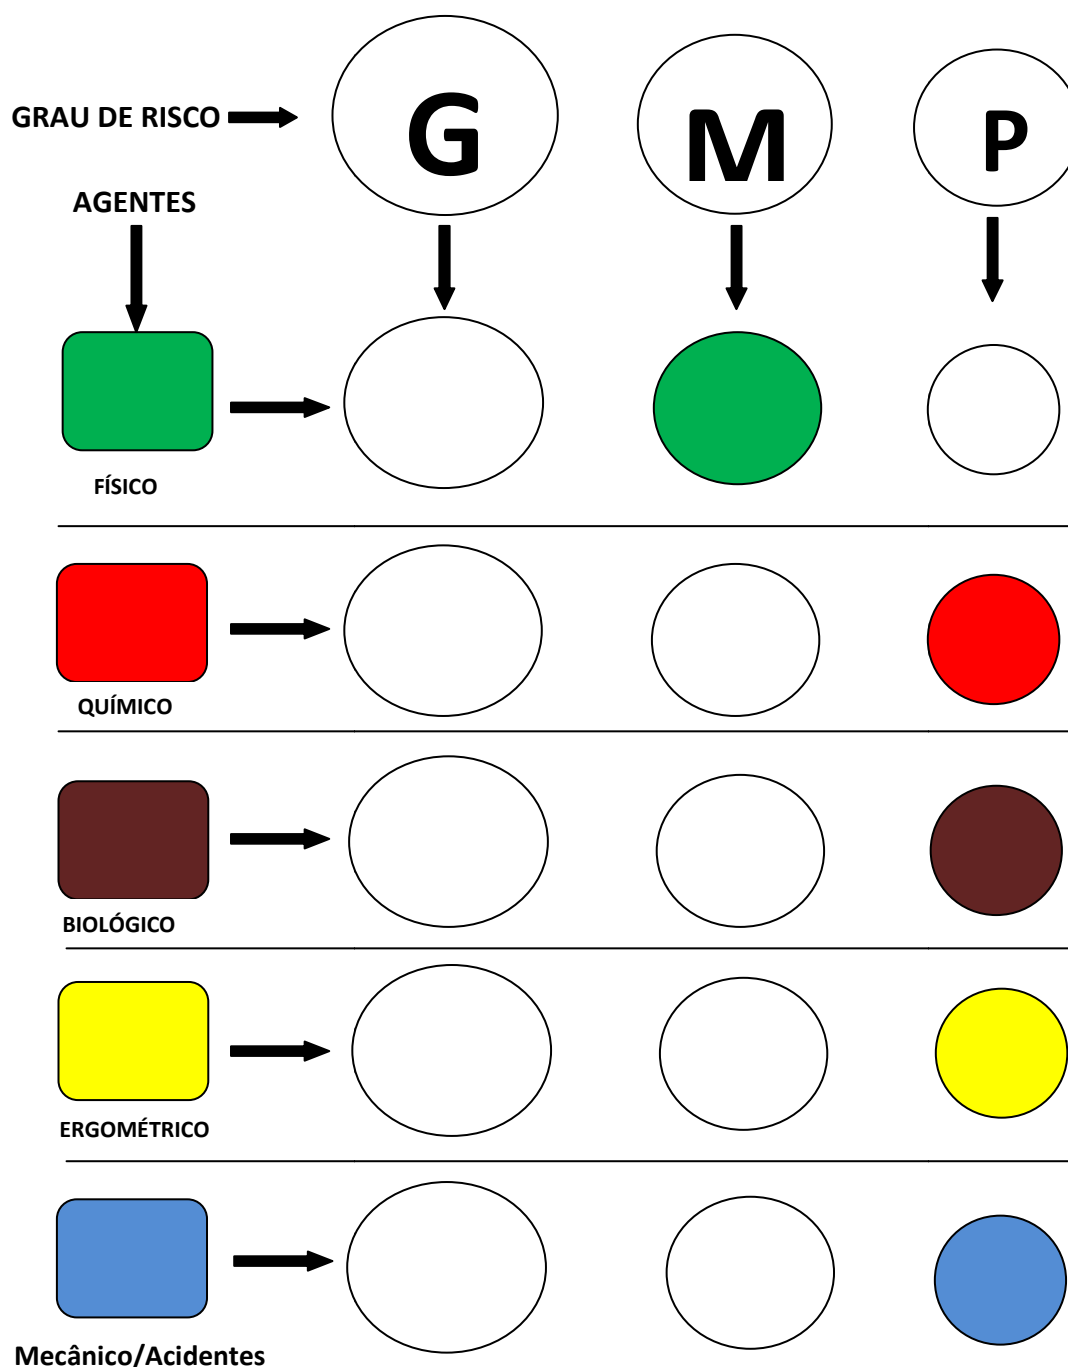 GRAU DE RISCO
G
M
P
AGENTES
FÍSICO
QUÍMICO
BIOLÓGICO
ERGOMÉTRICO
Mecânico/Acidentes